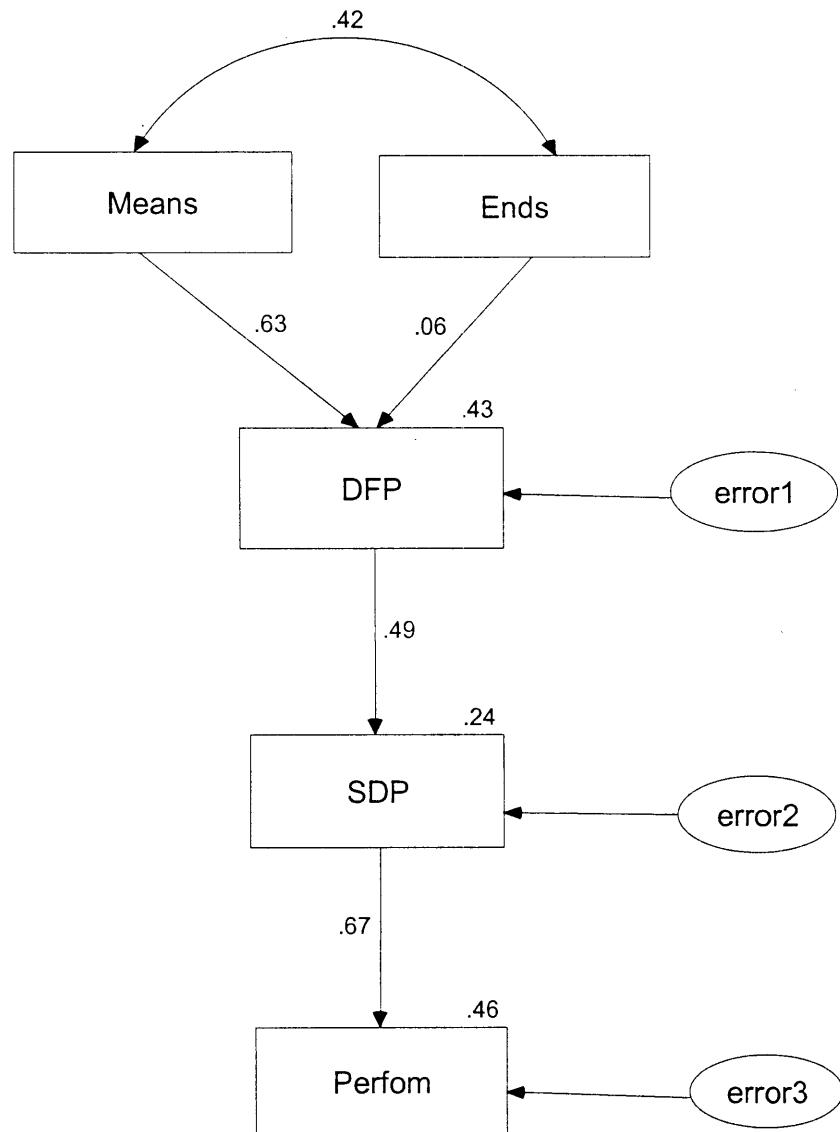 .42
Means
Ends
.63
.06
.43
DFP
error1
.49
.24
SDP
error2
.67
.46
Perfom
error3